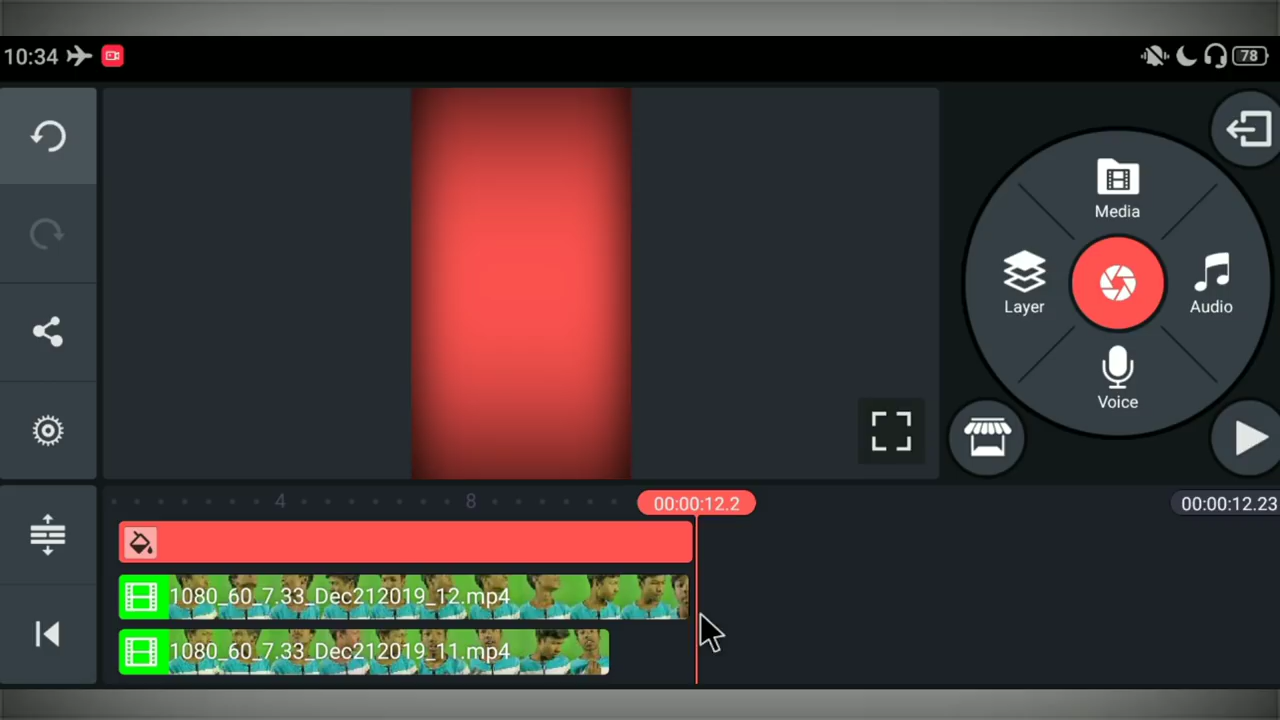 10:34
78
Media
Layer
Audio
Voice
4
8
00:00:12.2
00:00:12.23
1080_60_7.33_Dec212019_12.mp4
1080_60_7.33_Dec212019_11.mp4